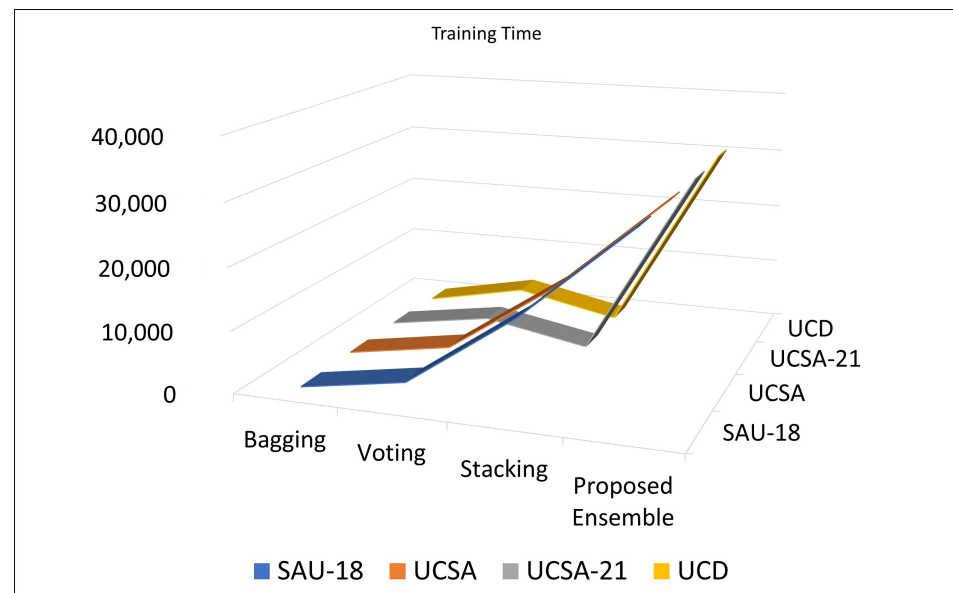 Training Time
40,000
30,000
20,000
10,000
0
UCD
UCSA-21
UCSA
SAU-18
Bagging
Voting
Stacking
Proposed
Ensemble
SAU-18 UCSA UCSA-21 UCD